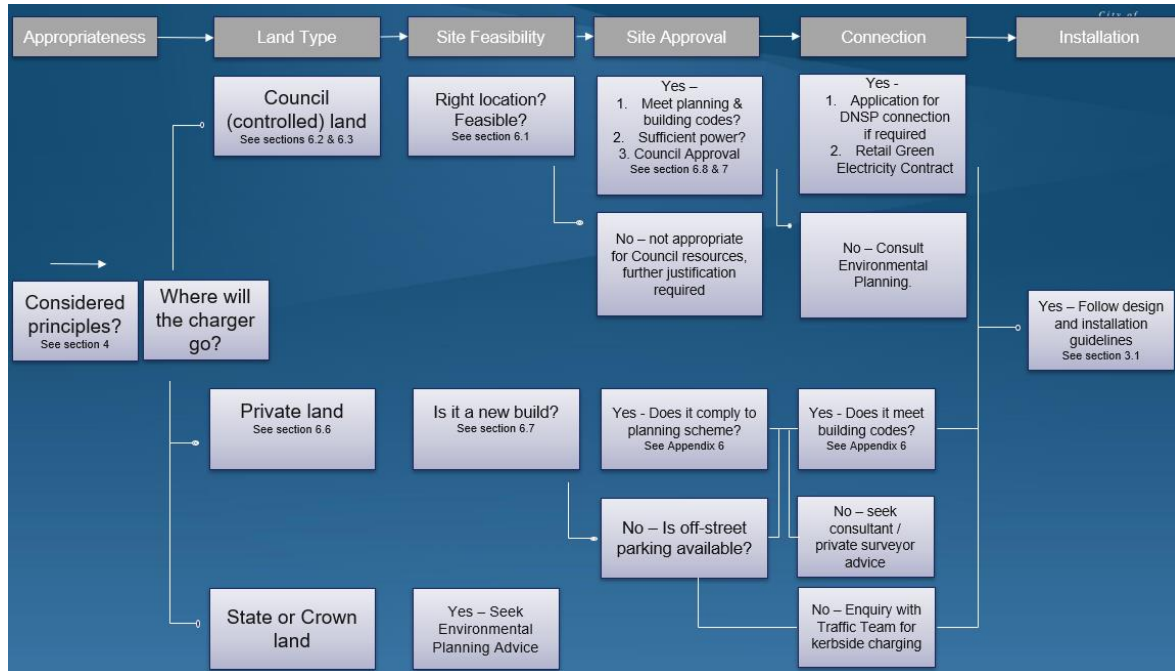 City of
Appropriateness
Land Type
Site Feasibility
Site Approval
Connection
Installation
Council
(controlled) land
See sections 6.2 & 6.3
Right location?
Feasible?
See section 6.1
Yes –
1. Meet planning &
building codes?
2. Sufficient power?
3. Council Approval
See section 6.8 & 7
Yes -
1. Application for
DNSP connection
if required
2. Retail Green
Electricity Contract
No – not appropriate
for Council resources,
further justification
required
No – Consult
Environmental
Planning.
Considered
principles?
See section 4
Where will
the charger
go?
Yes – Follow design
and installation
guidelines
See section 3.1
Private land
See section 6.6
Is it a new build?
See section 6.7
Yes - Does it comply to
planning scheme?
See Appendix 6
Yes - Does it meet
building codes?
See Appendix 6
No – Is off-street
parking available?
No – seek
consultant /
private surveyor
advice
State or Crown
land
Yes – Seek
Environmental
Planning Advice
No – Enquiry with
Traffic Team for
kerbside charging